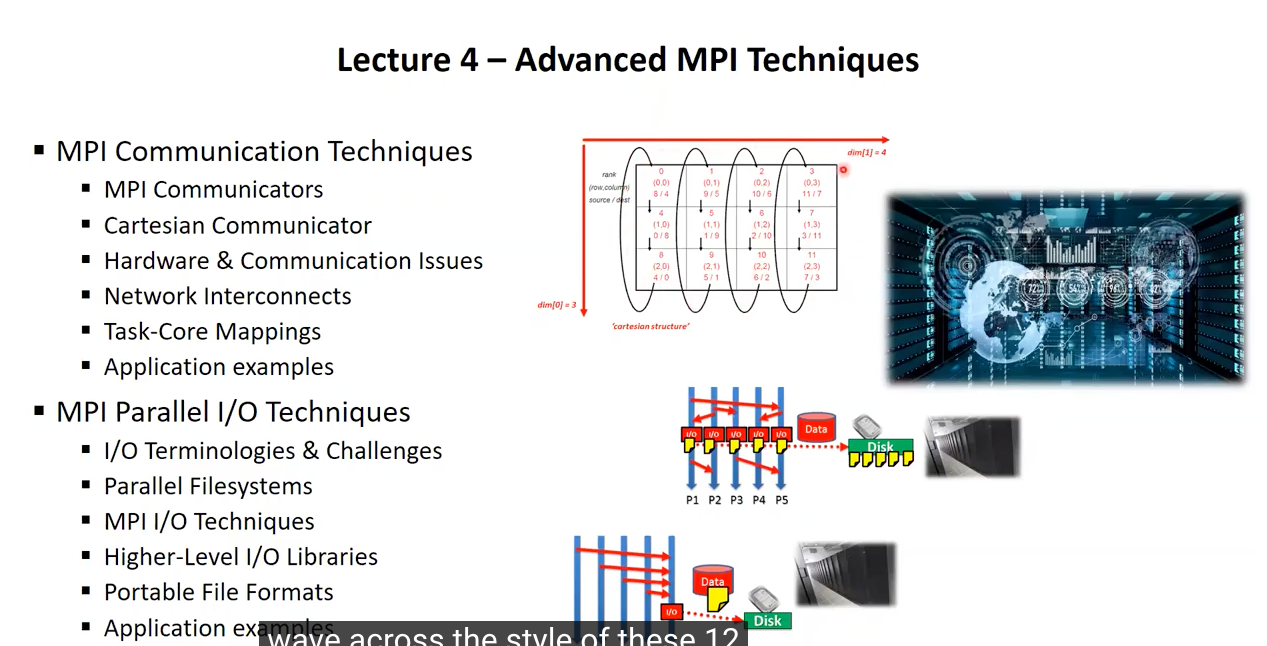 Lecture 4 – Advanced MPI Techniques
▪ MPI Communication Techniques
▪ MPI Communicators
▪ Cartesian Communicator
▪ Hardware & Communication Issues
▪ Network Interconnects
▪ Task-Core Mappings
▪ Application examples
▪ MPI Parallel I/O Techniques
▪ I/O Terminologies & Challenges
▪ Parallel Filesystems
▪ MPI I/O Techniques
▪ Higher-Level I/O Libraries
▪ Portable File Formats
▪ Application examples
dim[1] = 4
rank
(row,column)
source / dest
0 1 2 3
(0,0) (0,1) (0,2) (0,3)
8 / 4 9 / 5 10 / 6 11 / 7
4 5 6 7
(1,0) (1,1) (1,2) (1,3)
0 / 8 1 / 9 2 / 10 3 / 11
8 9 10 11
(2,0) (2,1) (2,2) (2,3)
4 / 0 5 / 1 6 / 2 7 / 3
dim[0] = 3
'cartesian structure'
I/O I/O I/O I/O I/O
Data
Disk
P1 P2 P3 P4 P5
Data
I/O
Disk
wave across the style of these 12